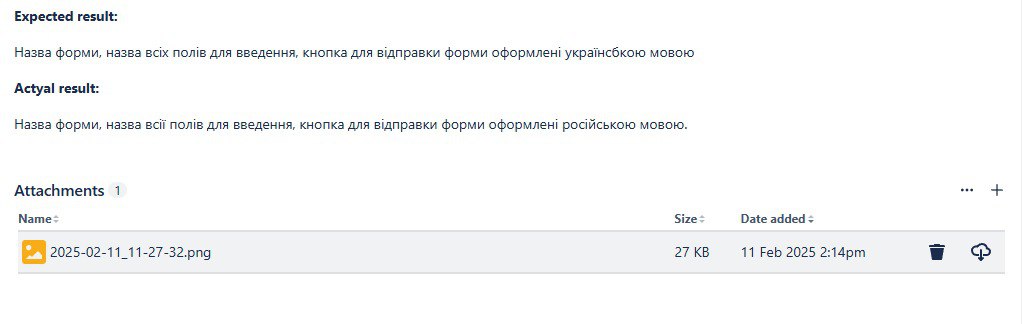 Expected result:
Назва форми, назва всіх полів для введення, кнопка для відправки форми оформлені українсбкою мовою
Actyal result:
Назва форми, назва всії полів для введення, кнопка для відправки форми оформлені російською мовою.
Attachments 1
Name Size Date added
2025-02-11_11-27-32.png 27 KB 11 Feb 2025 2:14pm